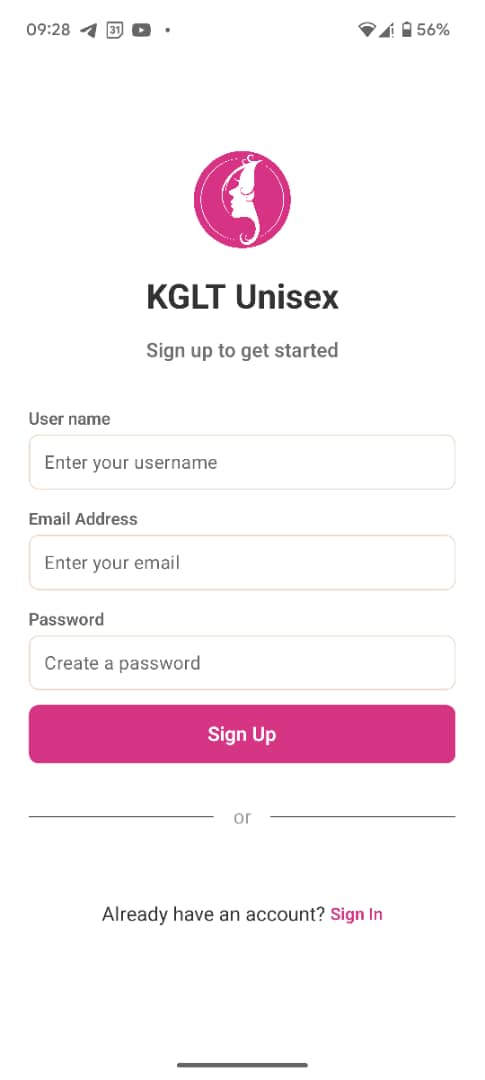 09:28 31 56%
KGLT Unisex
Sign up to get started
User name
Enter your username
Email Address
Enter your email
Password
Create a password
Sign Up
or
Already have an account? Sign In